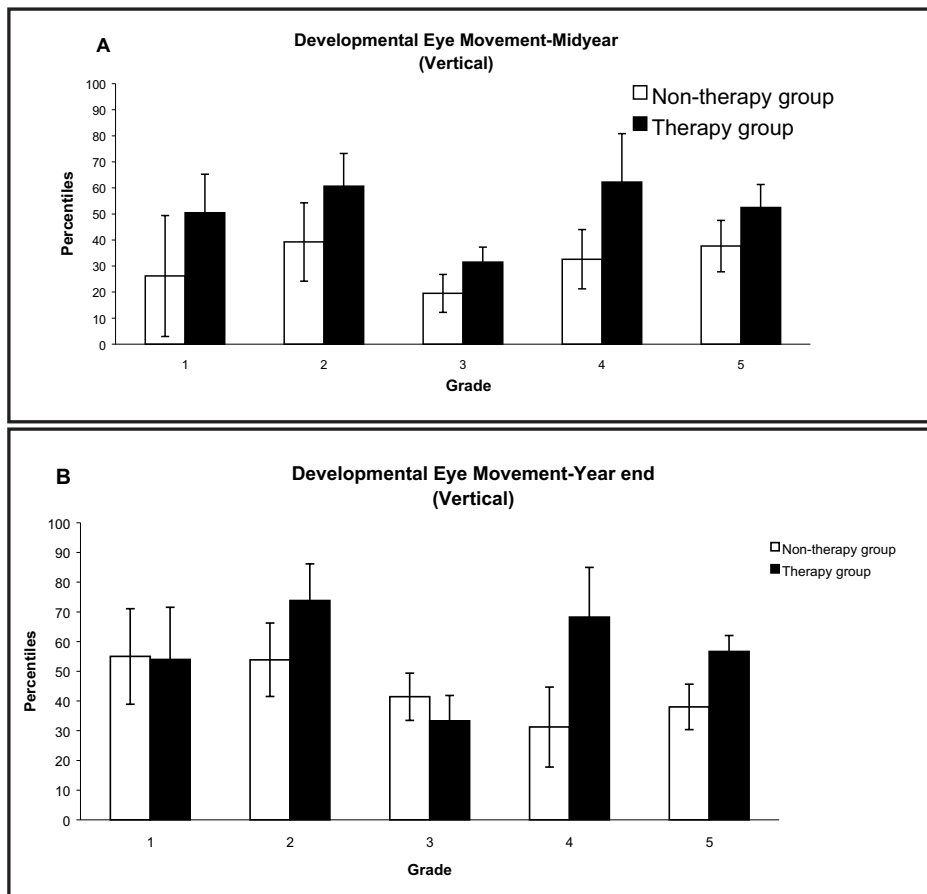 A
Developmental Eye Movement-Midyear
(Vertical)
Non-therapy group
Therapy group
Percentiles
100
90
80
70
60
50
40
30
20
10
0
1 2 3 4 5
Grade
B
Developmental Eye Movement-Year end
(Vertical)
Non-therapy group
Therapy group
Percentiles
100
90
80
70
60
50
40
30
20
10
0
1 2 3 4 5
Grade